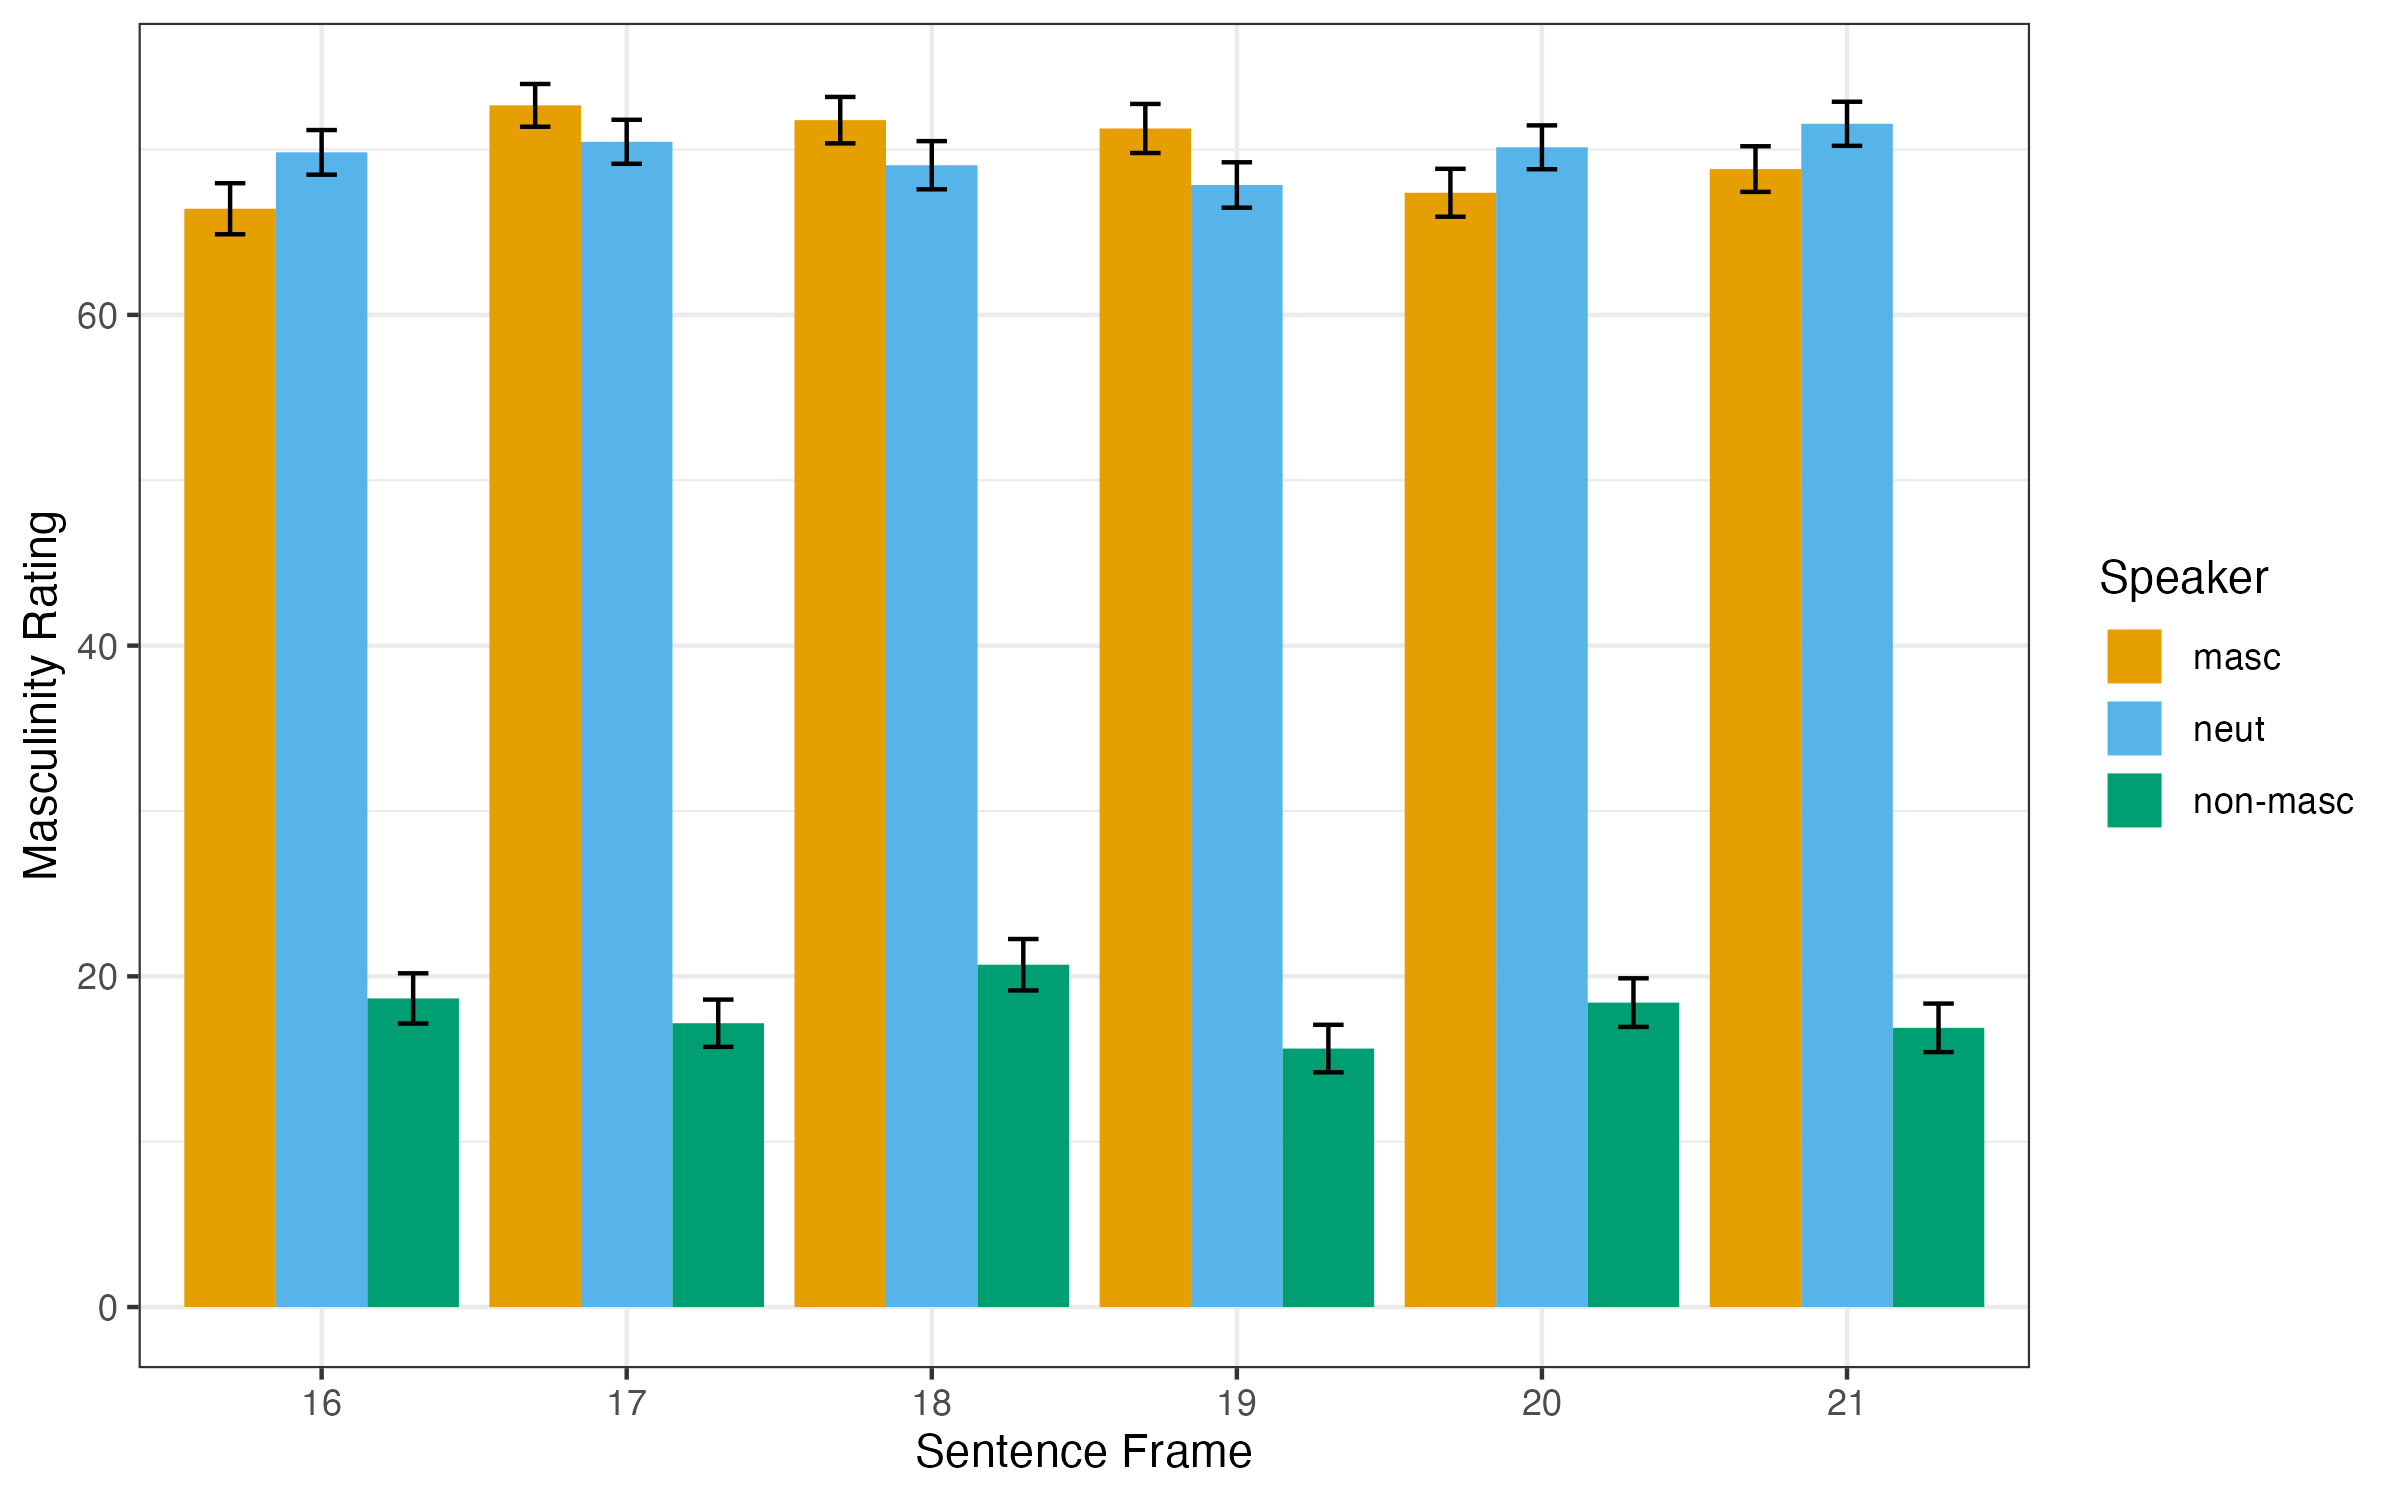 Masculinity Rating
60
40
20
0
16 17 18 19 20 21
Sentence Frame
Speaker
masc
neut
non-masc